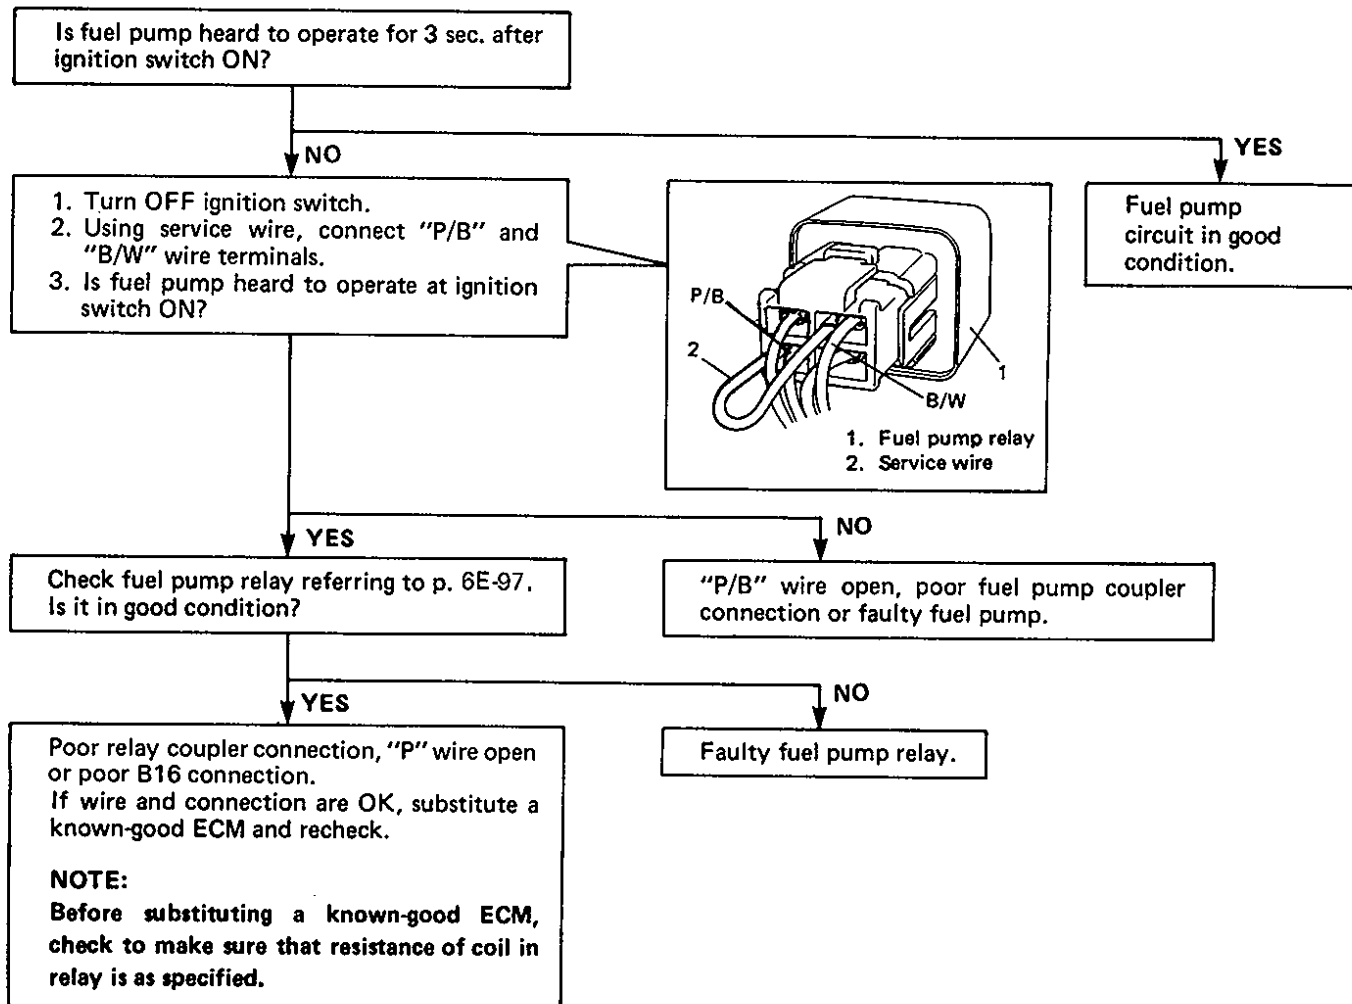 Is fuel pump heard to operate for 3 sec. after
ignition switch ON?
NO
YES
1. Turn OFF ignition switch.
2. Using service wire, connect "P/B" and
"B/W" wire terminals.
3. Is fuel pump heard to operate at ignition
switch ON?
P/B
2
1
B/W
1. Fuel pump relay
2. Service wire
Fuel pump
circuit in good
condition.
YES
NO
Check fuel pump relay referring to p. 6E-97.
Is it in good condition?
"P/B" wire open, poor fuel pump coupler
connection or faulty fuel pump.
YES
NO
Poor relay coupler connection, "P" wire open
or poor B16 connection.
If wire and connection are OK, substitute a
known-good ECM and recheck.
NOTE:
Before substituting a known-good ECM,
check to make sure that resistance of coil in
relay is as specified.
Faulty fuel pump relay.